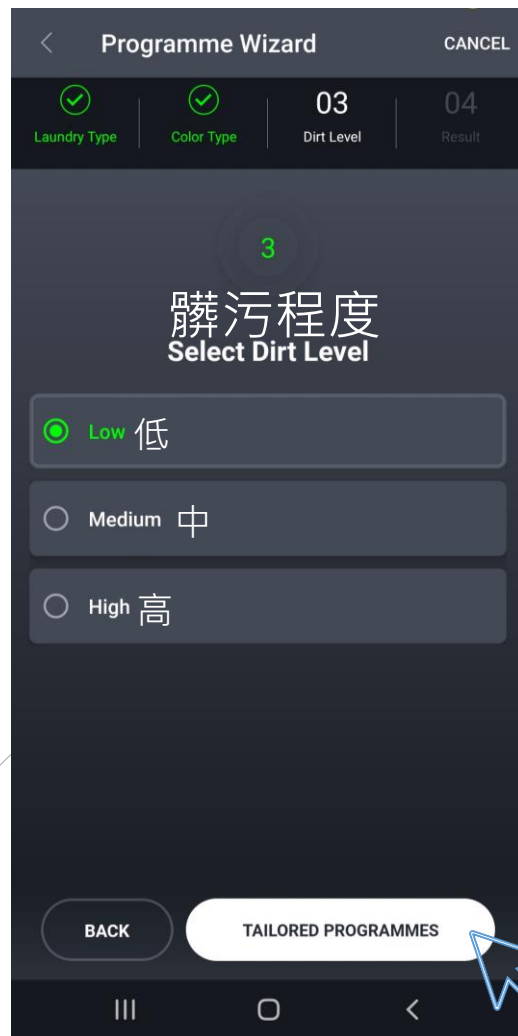 Programme Wizard CANCEL
03 04
Laundry Type Color Type Dirt Level Result
3
髒污程度
Select Dirt Level
Low 低
Medium 中
High 高
BACK TAILORED PROGRAMMES